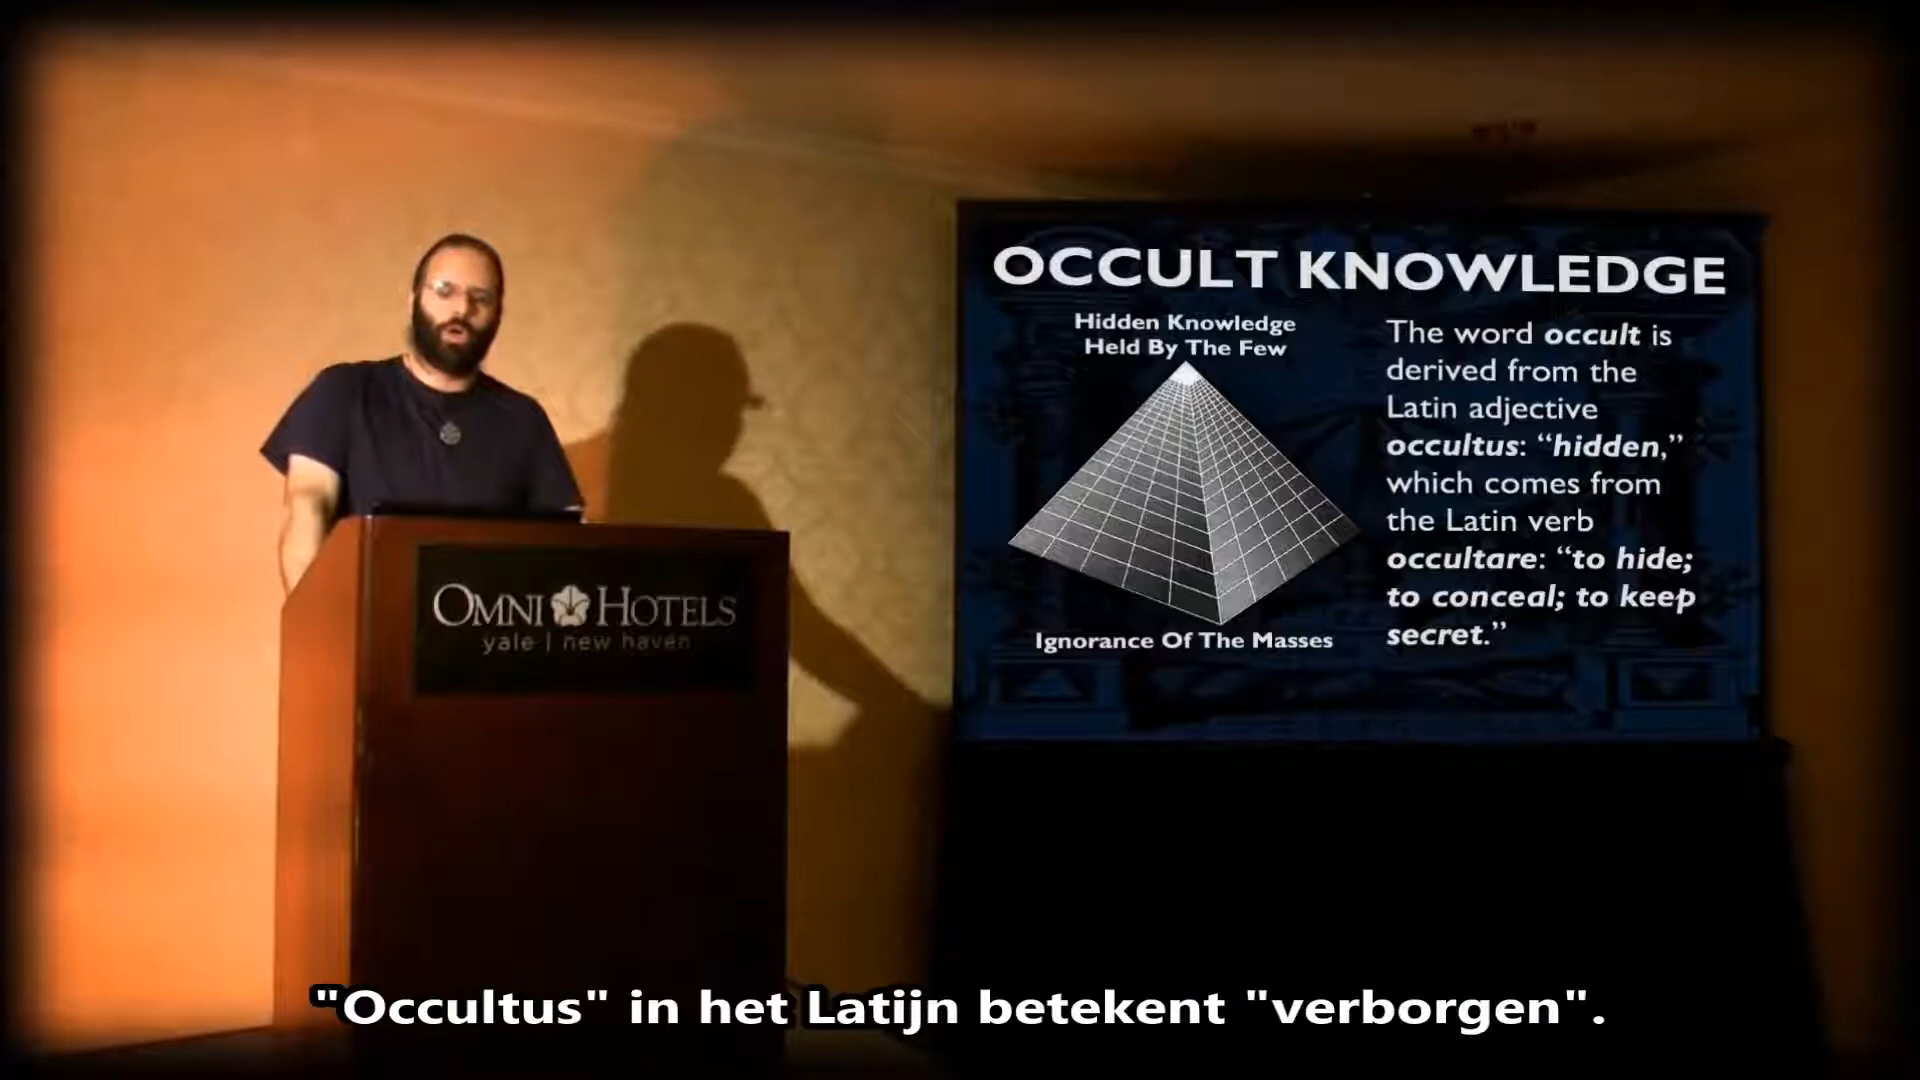 OCCULT KNOWLEDGE
Hidden Knowledge
Held By The Few
Ignorance Of The Masses
The word occult is
derived from the
Latin adjective
occultus: “hidden,”
which comes from
the Latin verb
occultare: “to hide;
to conceal; to keep
secret.”
OMNI HOTELS
yale | new haven
"Occultus" in het Latijn betekent "verborgen".